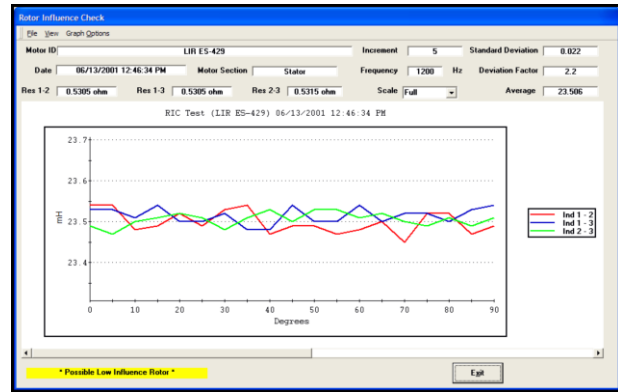 Rotor Influence Check
File View Graph Options
Motor ID LIR ES-429 Increment 5 Standard Deviation 0.022
Date 06/13/2001 12:46:34 PM Motor Section Stator Frequency 1200 Hz Deviation Factor 2.2
Res 1-2 0.5305 ohm Res 1-3 0.5305 ohm Res 2-3 0.5315 ohm Scale Full Average 23.506
RIC Test (LIR ES-429) 06/13/2001 12:46:34 PM
23.7
23.6
23.5
23.4
mH
Ind 1 - 2
Ind 1 - 3
Ind 2 - 3
0 10 20 30 40 50 60 70 80 90
Degrees
* Possible Low Influence Rotor *
Exit